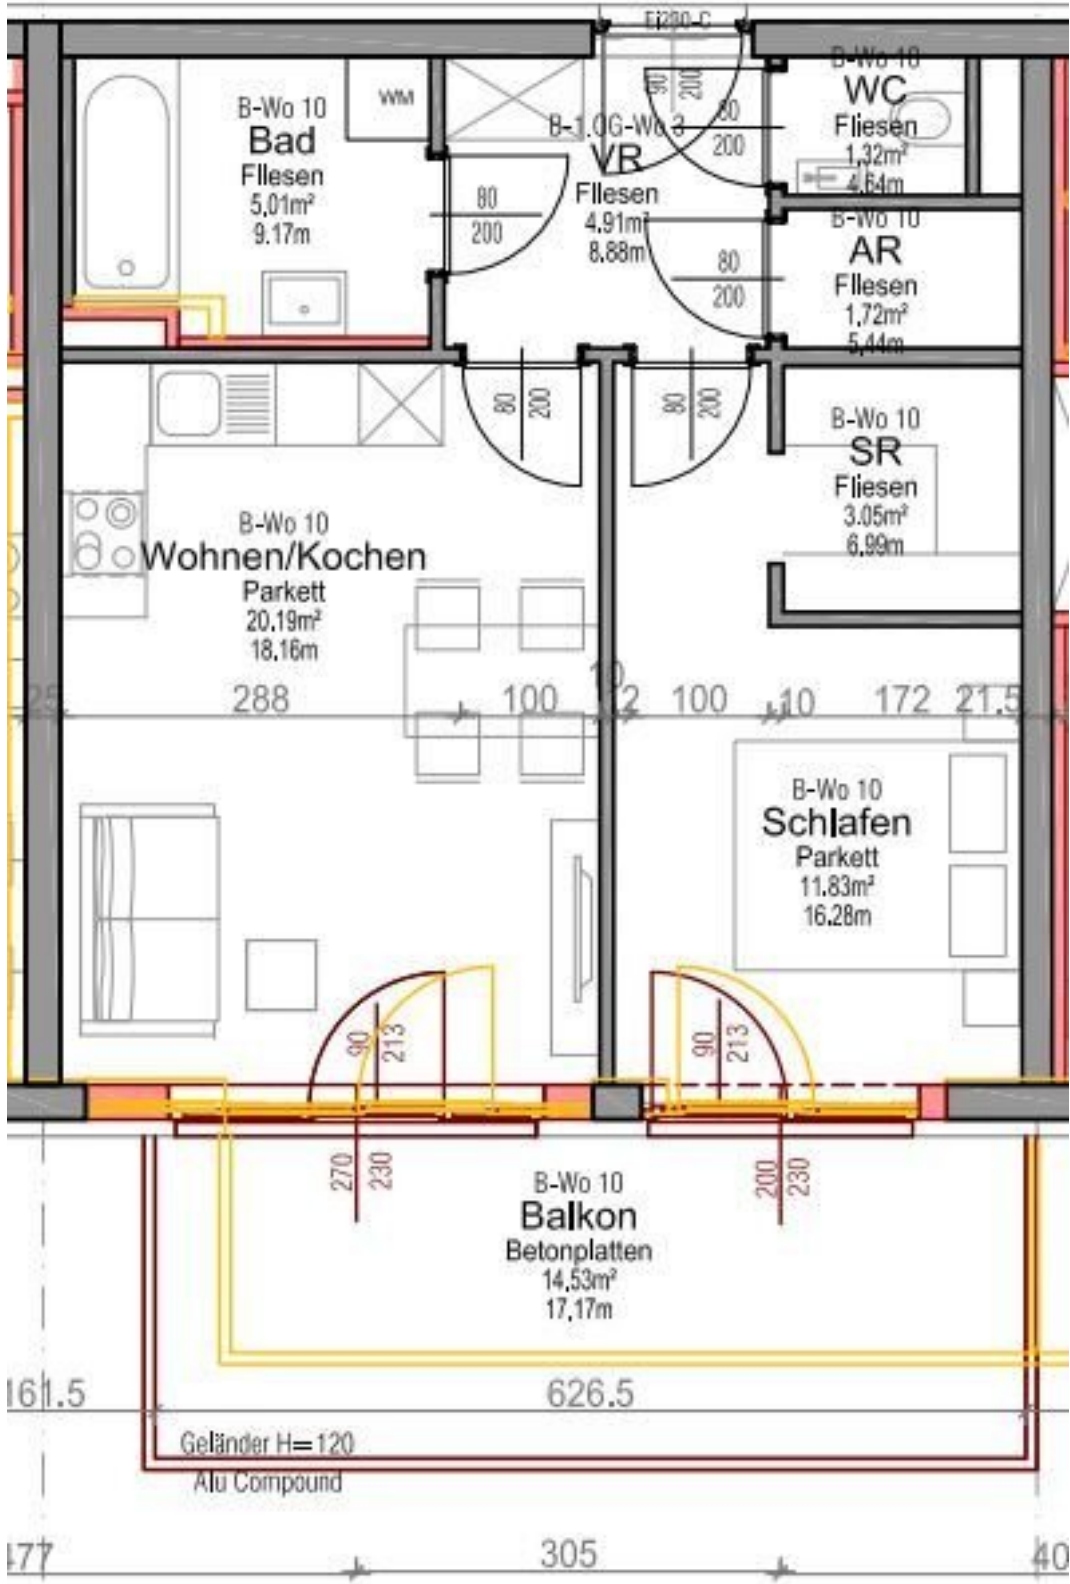 EI230-C
B-Wo 10
Bad
Fliesen
5.01m²
9.17m
WM
90
200
B-1.OG-Wo 3
VR
Fliesen
4.91m²
8.88m
B-Wo 10
WC
Fliesen
1.32m²
4.64m
80
200
80
200
80
200
B-Wo 10
AR
Fliesen
1.72m²
5.44m
80
200
80
200
B-Wo 10
SR
Fliesen
3.05m²
6.99m
B-Wo 10
Wohnen/Kochen
Parkett
20.19m²
18.16m
25
288
100
10
12
100
10
172
21.5
B-Wo 10
Schlafen
Parkett
11.83m²
16.28m
90
213
90
213
270
230
200
230
B-Wo 10
Balkon
Betonplatten
14.53m²
17.17m
161.5
626.5
Geländer H=120
Alu Compound
477
305
40